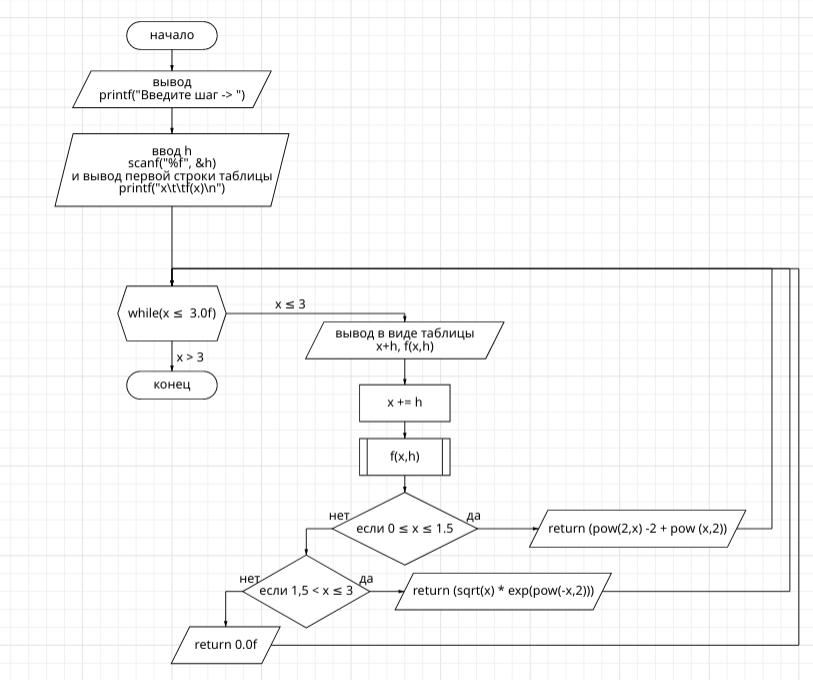 начало
вывод
printf("Введите шаг -> ")
ввод h
scanf("%f", &h)
и вывод первой строки таблицы
printf("x\t\tf(x)\n")
while(x ≤ 3.0f)
x ≤ 3
x > 3
конец
вывод в виде таблицы
x+h, f(x,h)
x += h
f(x,h)
нет
да
если 0 ≤ x ≤ 1.5
return (pow(2,x) -2 + pow (x,2))
нет
да
если 1,5 < x ≤ 3
return (sqrt(x) * exp(pow(-x,2)))
return 0.0f